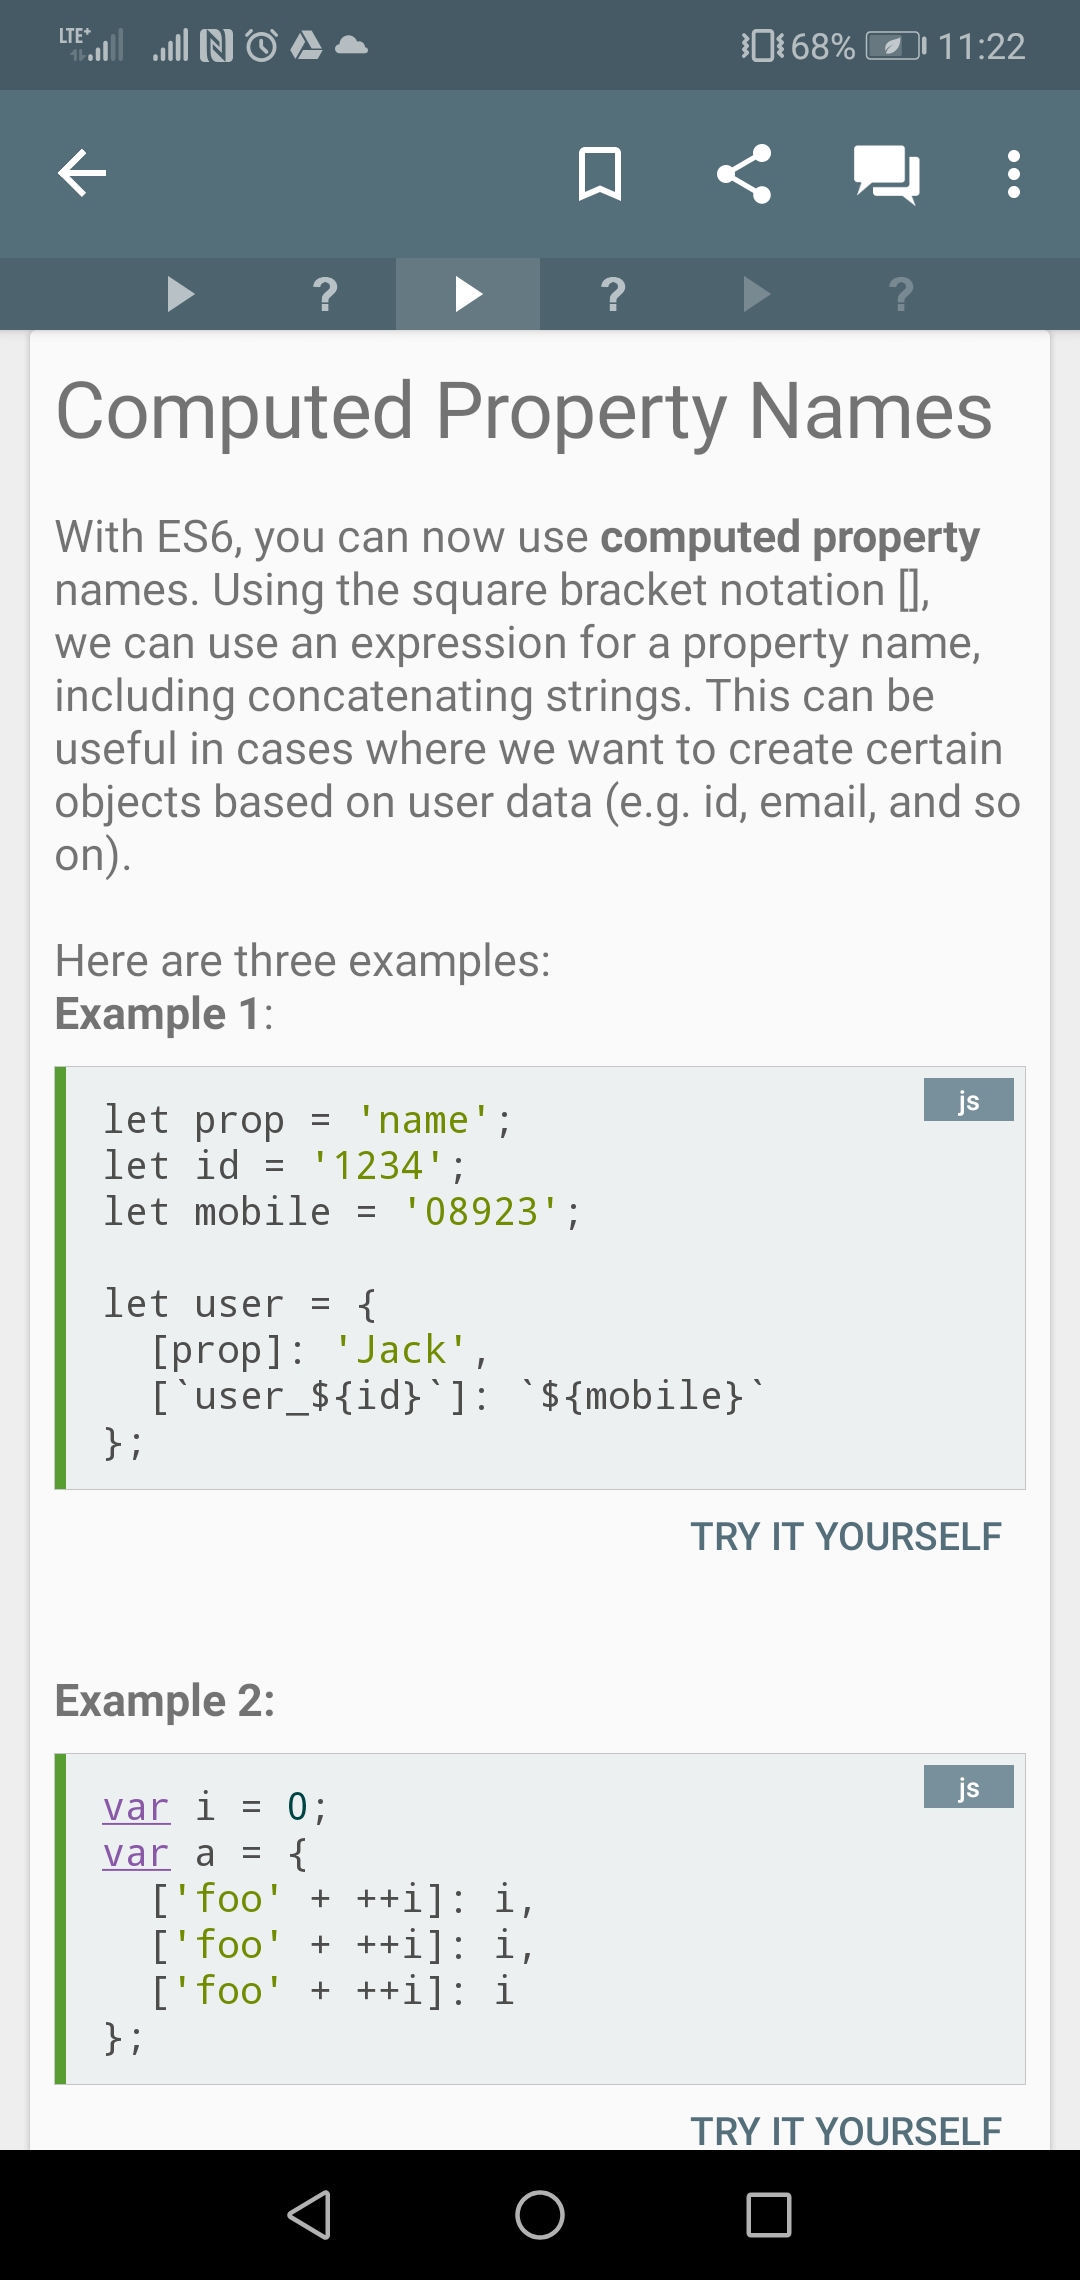 LTE+ 68% 11:22
? ? ?
Computed Property Names
With ES6, you can now use computed property
names. Using the square bracket notation [],
we can use an expression for a property name,
including concatenating strings. This can be
useful in cases where we want to create certain
objects based on user data (e.g. id, email, and so
on).
Here are three examples:
Example 1:
js
let prop = 'name';
let id = '1234';
let mobile = '08923';
let user = {
[prop]: 'Jack',
[`user_${id}`]: `${mobile}`
};
TRY IT YOURSELF
Example 2:
js
var i = 0;
var a = {
['foo' + ++i]: i,
['foo' + ++i]: i,
['foo' + ++i]: i
};
TRY IT YOURSELF